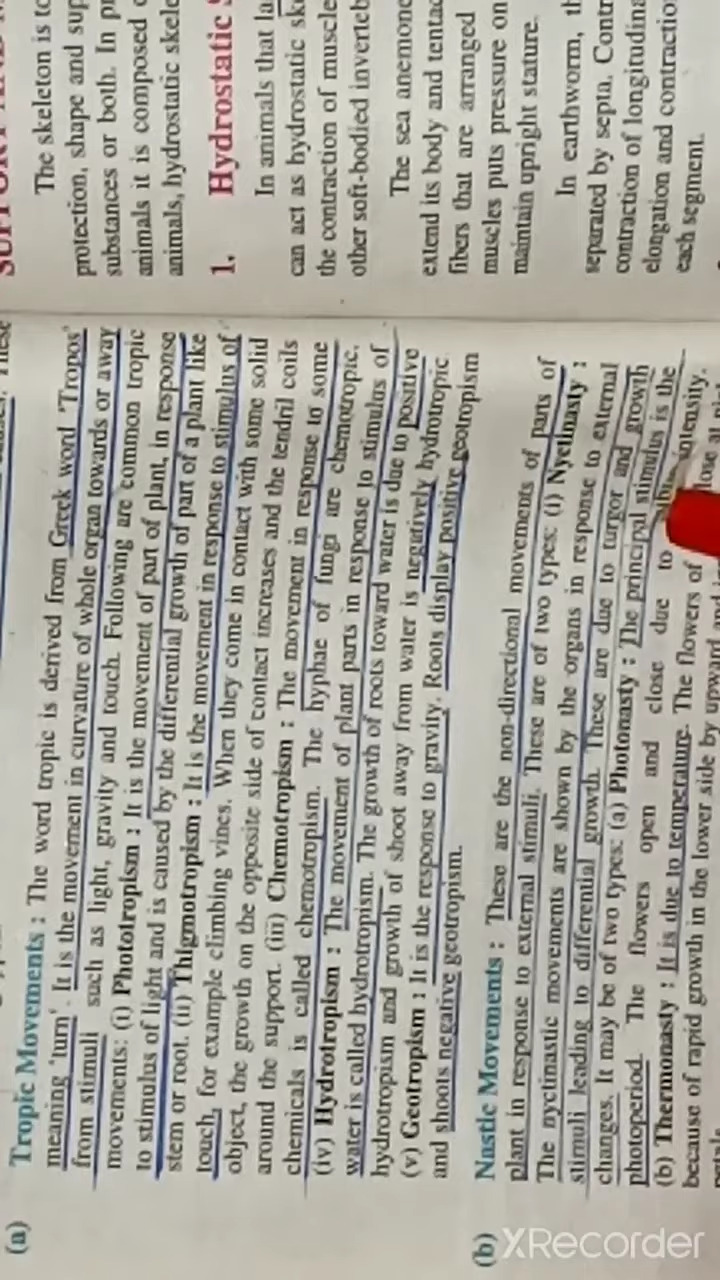 (a) Tropic Movements : The word tropic is derived from Greek word 'Tropos'
meaning 'turn'. It is the movement in curvature of whole organ towards or away
from stimuli such as light, gravity and touch. Following are common tropic
movements: (i) Phototropism : It is the movement of part of plant, in response
to stimulus of light and is caused by the differential growth of part of a plant like
stem or root. (ii) Thigmotropism : It is the movement in response to stimulus of
touch, for example climbing vines. When they come in contact with some solid
object, the growth on the opposite side of contact increases and the tendril coils
around the support. (iii) Chemotropism : The movement in response to some
chemicals is called chemotropism. The hyphae of fungi are chemotropic.
(iv) Hydrotropism : The movement of plant parts in response to stimulus of
water is called hydrotropism. The growth of roots toward water is due to positive
hydrotropism and growth of shoot away from water is negatively hydrotropic
(v) Geotropism : It is the response to gravity. Roots display positive geotropism
and shoots negative geotropism.
(b) Nastic Movements : These are the non-directional movements of parts of
plant in response to external stimuli. These are of two types: (i) Nyctinasty :
The nyctinastic movements are shown by the organs in response to external
stimuli leading to differential growth. These are due to turgor and growth
changes. It may be of two types: (a) Photonasty : The principal stimulus is the
photoperiod. The flowers open and close due to intensity.
(b) Thermonasty : It is due to temperature. The flowers of close at
because of rapid growth in the lower side by upward and
SUPPORT AND
The skeleton is
protection, shape and
substances or both. In
animals it is composed
animals, hydrostatic
1. Hydrostatic
In animals that
can act as hydrostatic
the contraction of
other soft-bodied
The sea anemone
extend its body and
fibers that are arranged
muscles puts pressure on
maintain upright stature.
In earthworm,
separated by septa.
contraction of
elongation and
each segment.
XRecorder